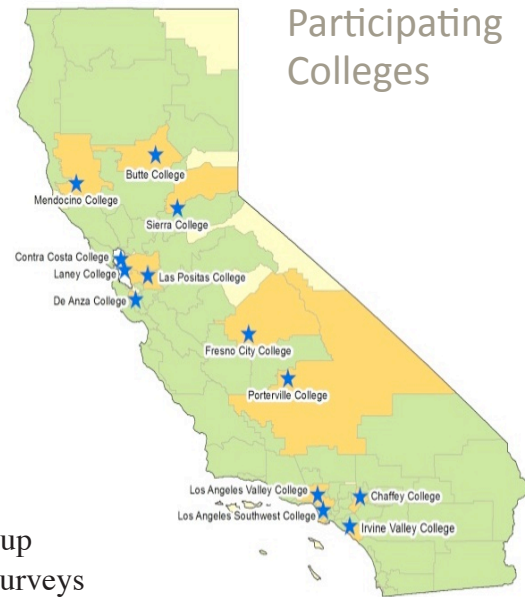 Participating
Colleges
Butte College
Mendocino College
Sierra College
Contra Costa College
Laney College
Las Positas College
De Anza College
Fresno City College
Porterville College
Los Angeles Valley College
Chaffey College
Los Angeles Southwest College
Irvine Valley College
up
urveys